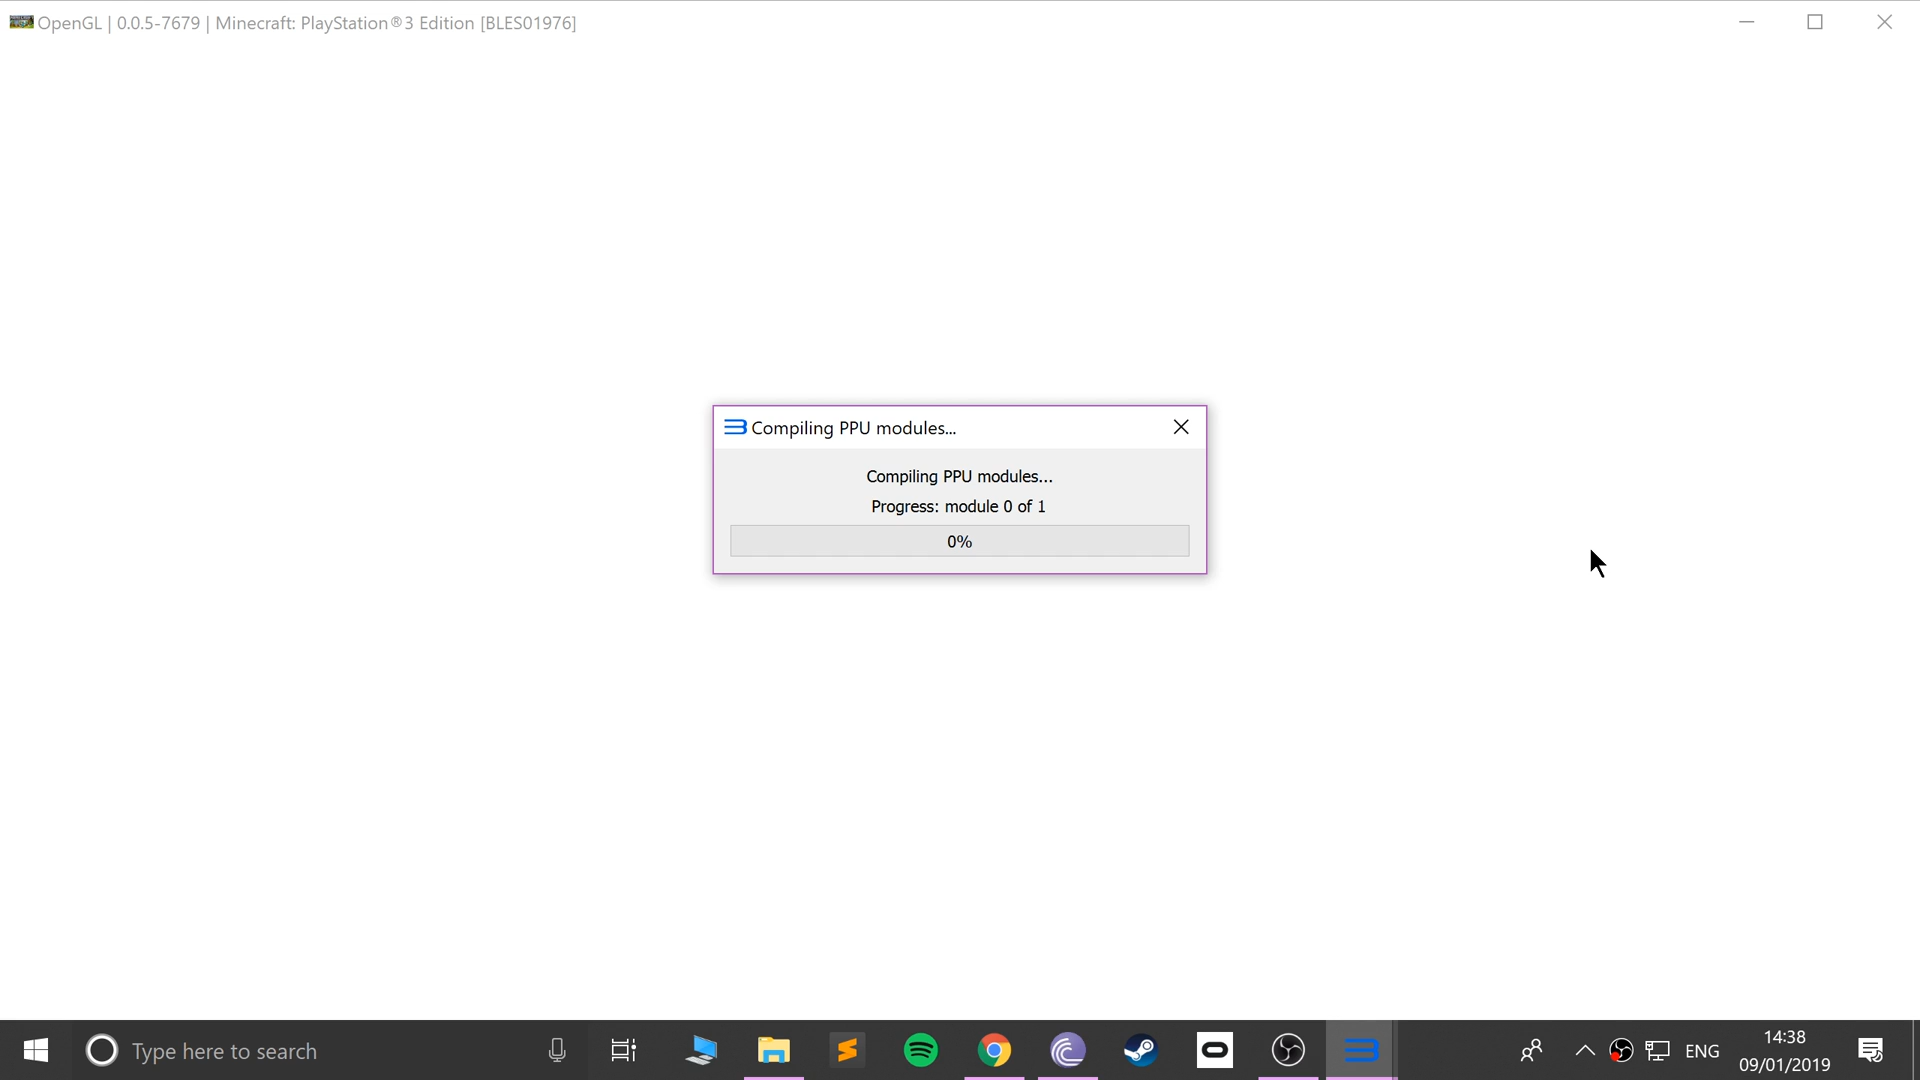 OpenGL | 0.0.5-7679 | Minecraft: PlayStation®3 Edition [BLES01976]
Compiling PPU modules...
Compiling PPU modules...
Progress: module 0 of 1
0%
Type here to search
ENG
14:38
09/01/2019